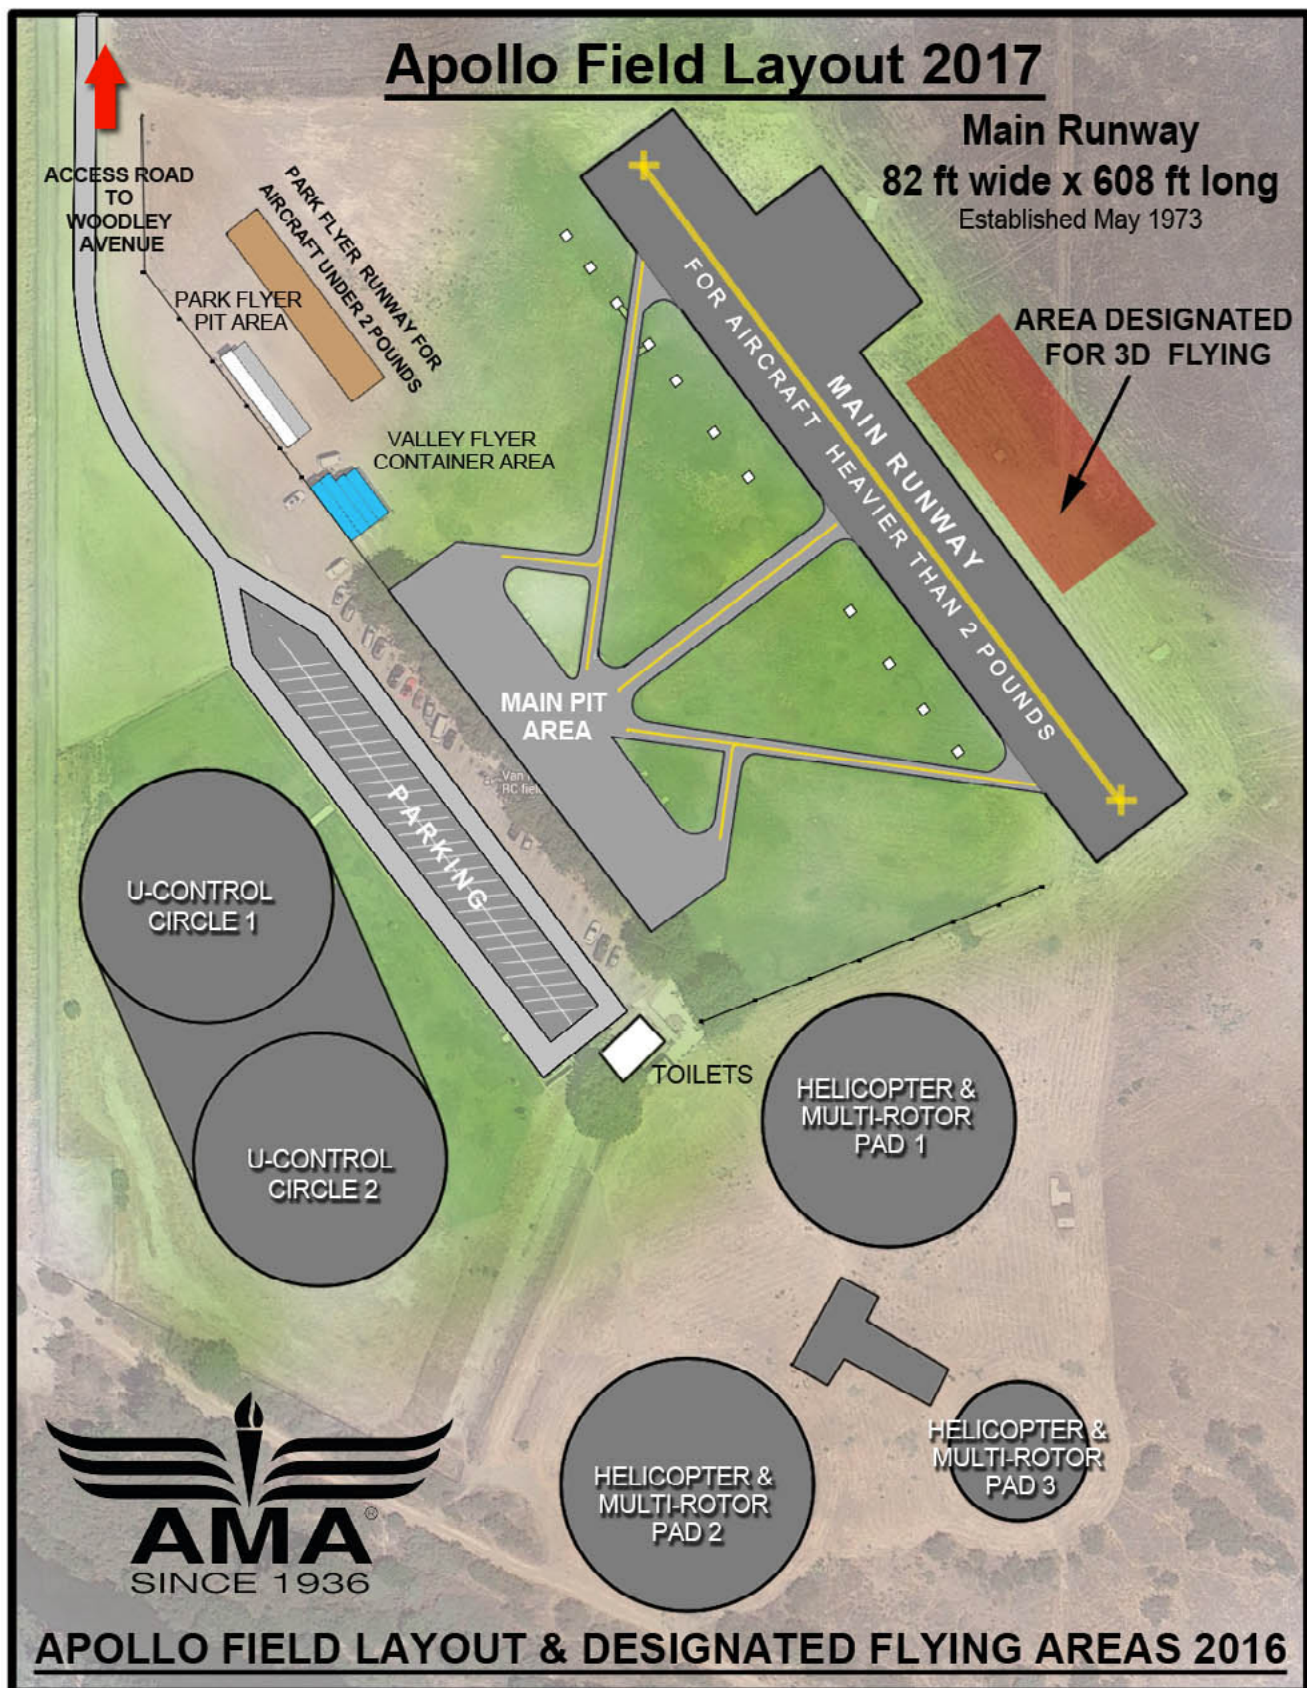 Apollo Field Layout 2017
Main Runway
82 ft wide x 608 ft long
Established May 1973
ACCESS ROAD
TO
WOODLEY
AVENUE
PARK FLYER RUNWAY FOR
AIRCRAFT UNDER 2 POUNDS
PARK FLYER
PIT AREA
AREA DESIGNATED
FOR 3D FLYING
MAIN RUNWAY
FOR AIRCRAFT HEAVIER THAN 2 POUNDS
VALLEY FLYER
CONTAINER AREA
MAIN PIT
AREA
Van
RC field
PARKING
U-CONTROL
CIRCLE 1
U-CONTROL
CIRCLE 2
TOILETS
HELICOPTER &
MULTI-ROTOR
PAD 1
HELICOPTER &
MULTI-ROTOR
PAD 2
HELICOPTER &
MULTI-ROTOR
PAD 3
AMA®
SINCE 1936
APOLLO FIELD LAYOUT & DESIGNATED FLYING AREAS 2016